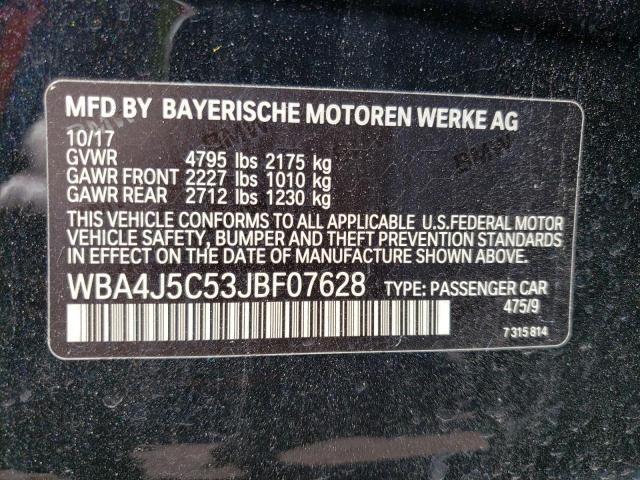 MFD BY BAYERISCHE MOTOREN WERKE AG
10/17
GVWR 4795 lbs 2175 kg
GAWR FRONT 2227 lbs 1010 kg
GAWR REAR 2712 lbs 1230 kg
THIS VEHICLE CONFORMS TO ALL APPLICABLE U.S.FEDERAL MOTOR
VEHICLE SAFETY, BUMPER AND THEFT PREVENTION STANDARDS
IN EFFECT ON THE DATE OF MANUFACTURE SHOWN ABOVE.
WBA4J5C53JBF07628 TYPE: PASSENGER CAR
475/9
7 315 814
BMW
BMW